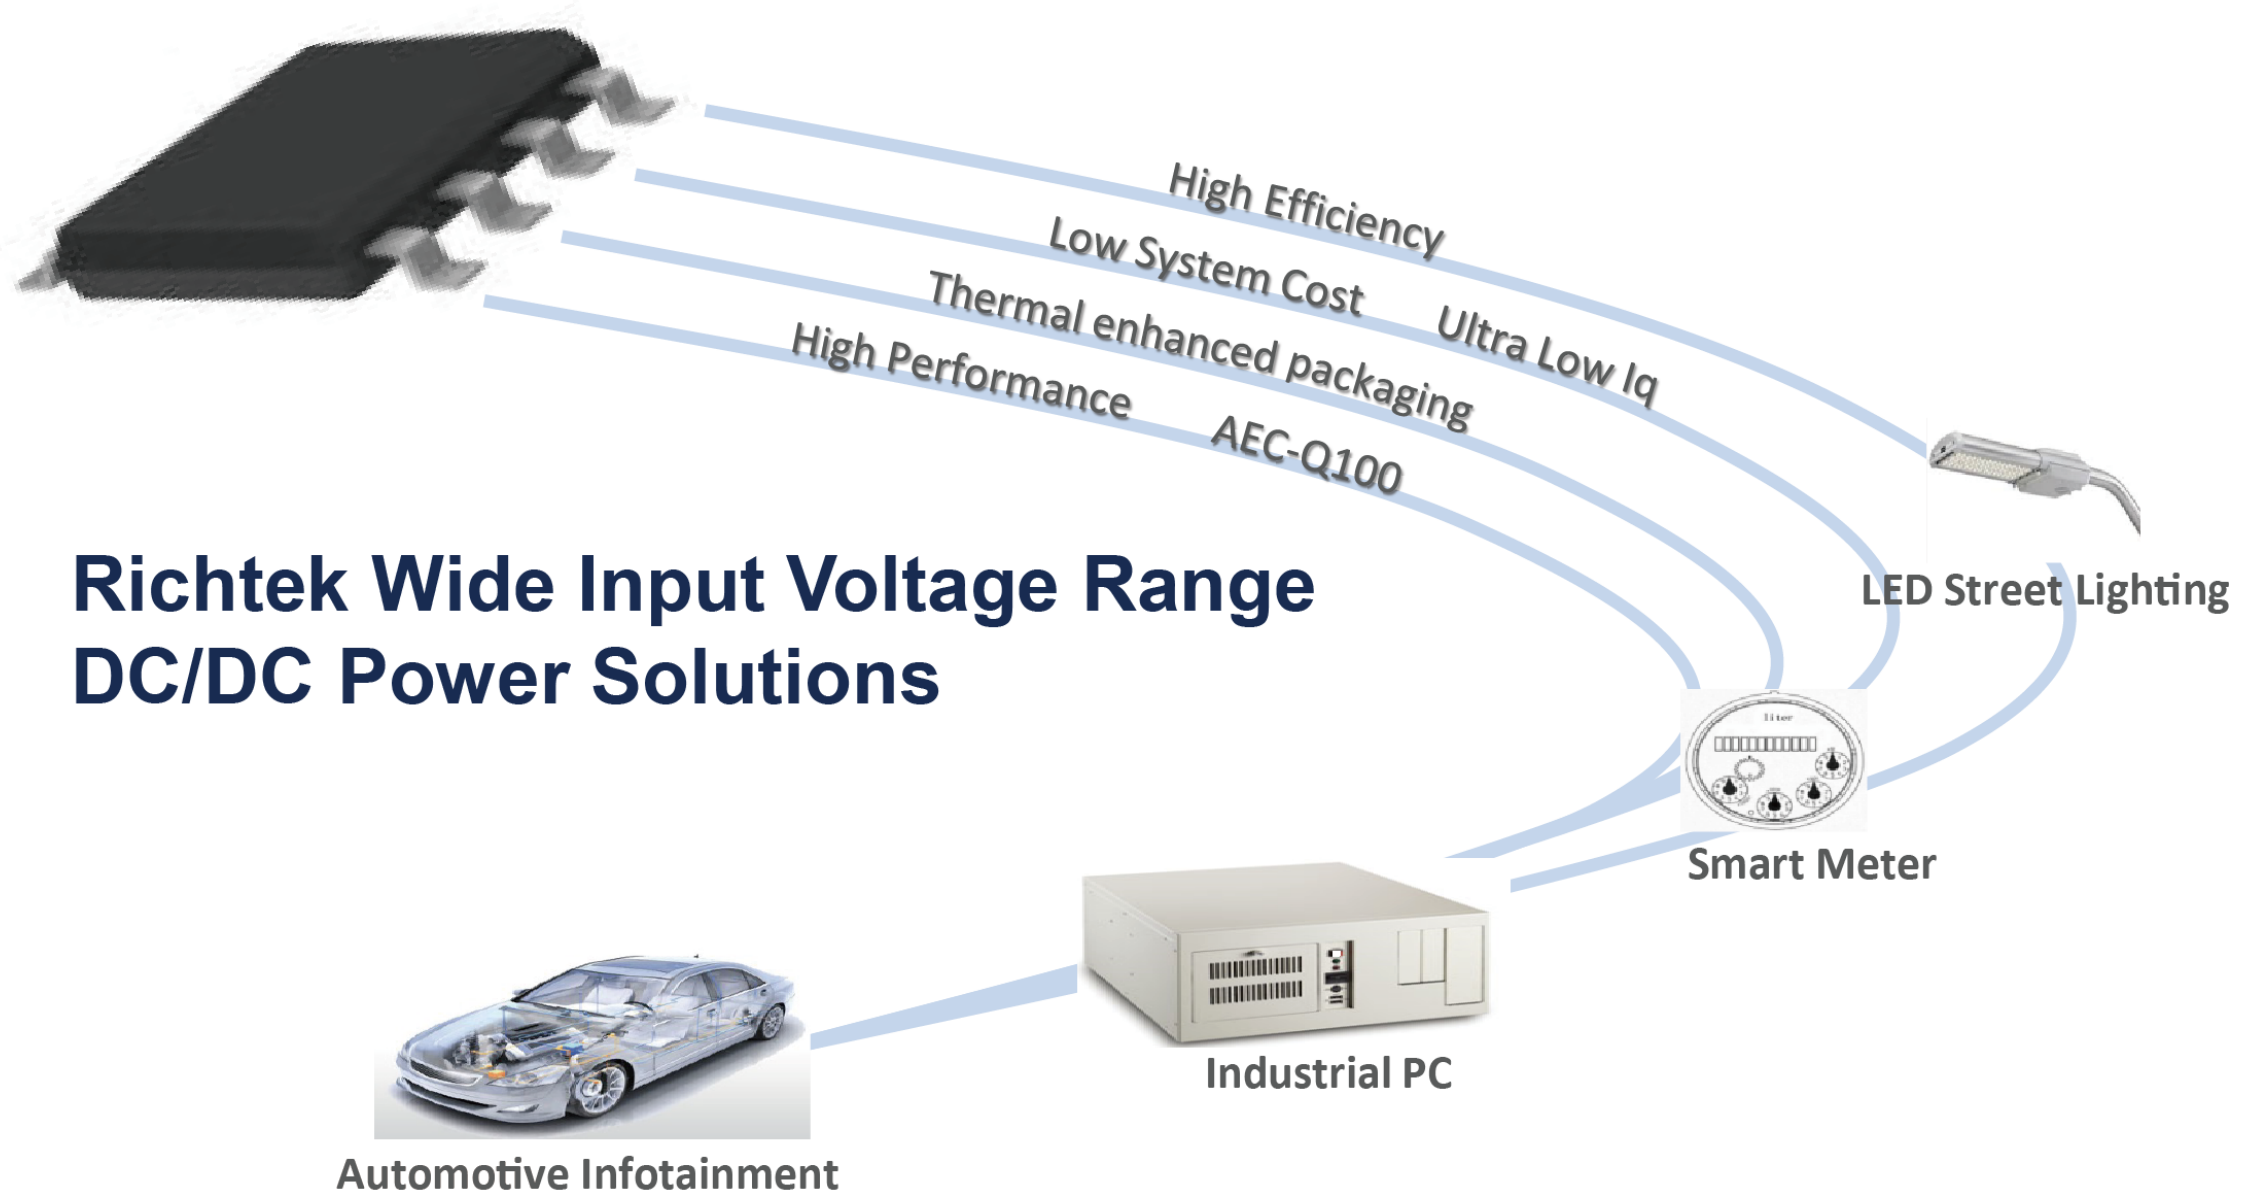 High Efficiency
Low System Cost
Ultra Low Iq
Thermal enhanced packaging
High Performance
AEC-Q100
Richtek Wide Input Voltage Range
DC/DC Power Solutions
LED Street Lighting
liter
Smart Meter
Industrial PC
Automotive Infotainment